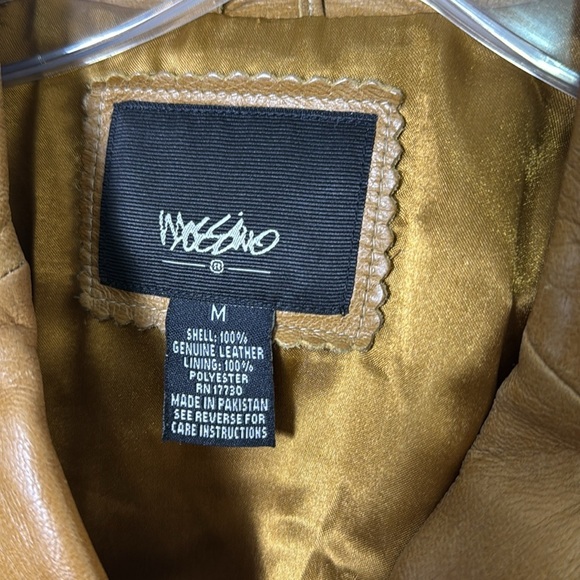 Mossimo
®
M
SHELL: 100%
GENUINE LEATHER
LINING: 100%
POLYESTER
RN 17730
MADE IN PAKISTAN
SEE REVERSE FOR
CARE INSTRUCTIONS